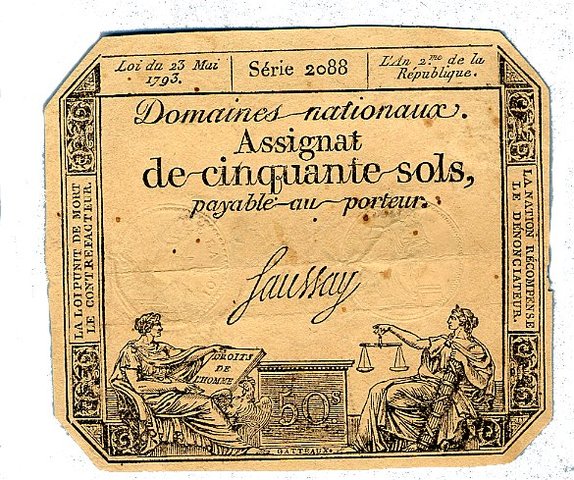 Loi du 23 Mai
1793.
Série 2088
L'An 2.me de la
République.
Domaines nationaux.
Assignat
de cinquante sols,
payable au porteur.
LA LOI PUNIT DE MORT
LE CONTREFACTEUR.
LA NATION RÉCOMPENSE
LE DÉNONCIATEUR.
Saussay
DROITS
DE
L'HOMME
50s
GATTEAUX